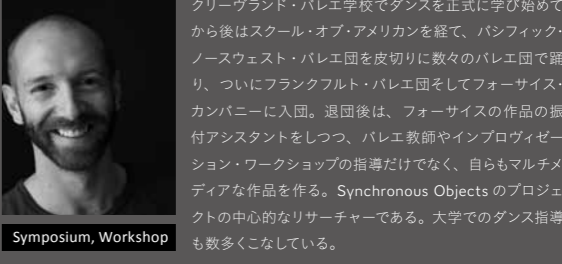 クリーヴランド・バレエ学校でダンスを正式に学び始めて
から後はスクール・オブ・アメリカンを経て、パシフィック・
ノースウェスト・バレエ団を皮切りに数々のバレエ団で踊
り、ついにフランクフルト・バレエ団そしてフォーサイス・
カンパニーに入団。退団後は、フォーサイスの作品の振
付アシスタントをしつつ、バレエ教師やインプロヴィゼー
ション・ワークショップの指導だけでなく、自らもマルチメ
ディアな作品を作る。Synchronous Objects のプロジェ
クトの中心的なリサーチャーである。大学でのダンス指導
も数多くこなしている。
Symposium, Workshop